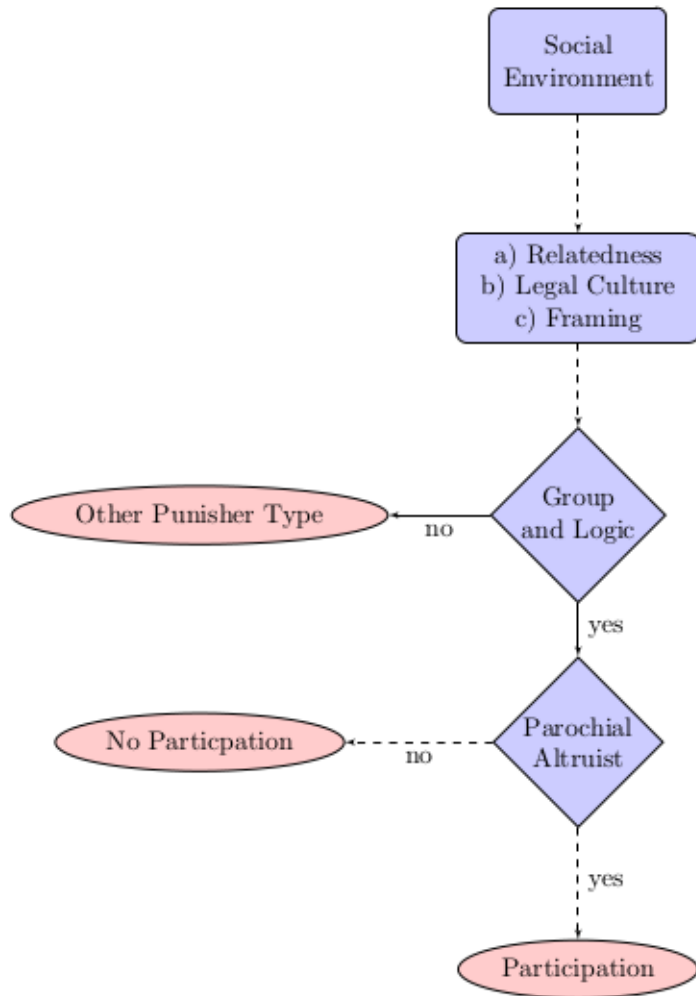 Social
Environment
a) Relatedness
b) Legal Culture
c) Framing
Group
and Logic
Other Punisher Type
no
yes
Parochial
Altruist
No Particpation
no
yes
Participation